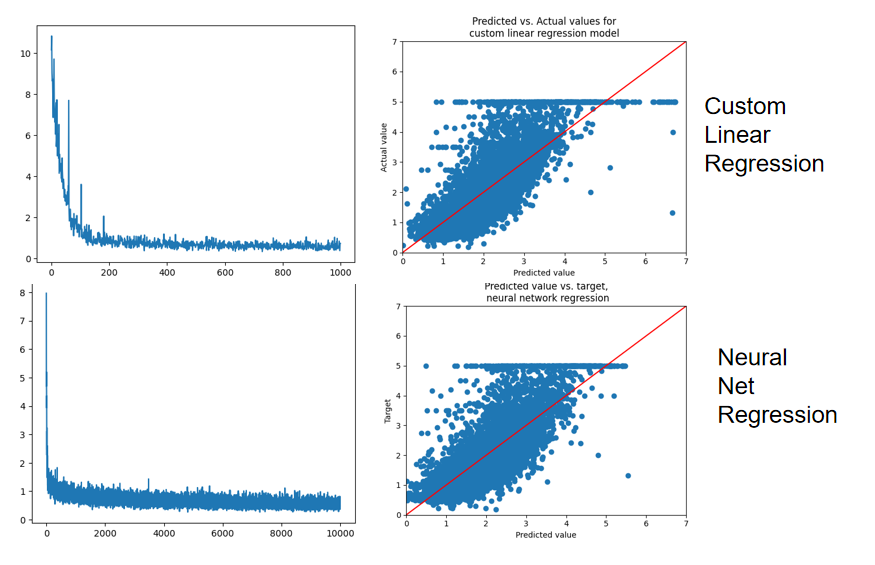 Predicted vs. Actual values for
custom linear regression model
10
8
6
4
2
0
0 200 400 600 800 1000
Actual value
7
6
5
4
3
2
1
0
0 1 2 3 4 5 6 7
Predicted value
Custom
Linear
Regression
8
7
6
5
4
3
2
1
0
0 2000 4000 6000 8000 10000
Predicted value vs. target,
neural network regression
Target
7
6
5
4
3
2
1
0
0 1 2 3 4 5 6 7
Predicted value
Neural
Net
Regression